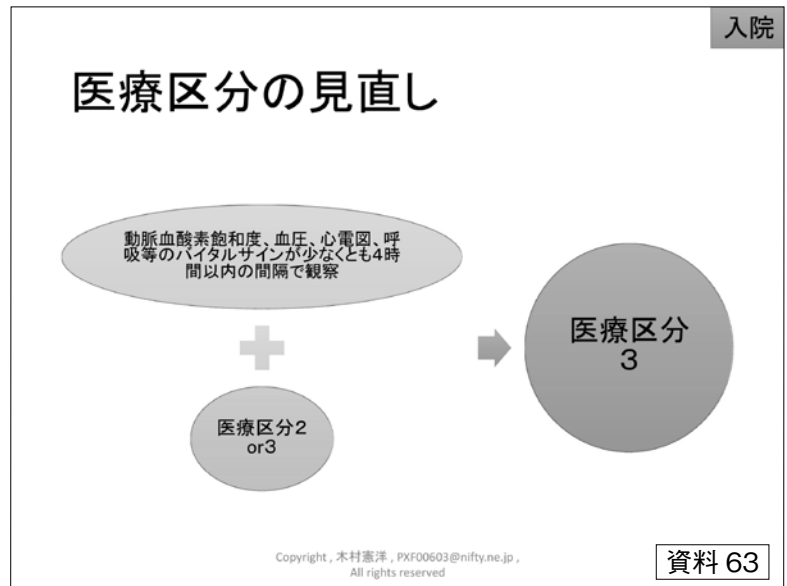 入院
医療区分の見直し
動脈血酸素飽和度、血圧、心電図、呼
吸等のバイタルサインが少なくとも4時
間以内の間隔で観察
医療区分2
or3
医療区分
3
Copyright , 木村憲洋 , PXF00603@nifty.ne.jp ,
All rights reserved
資料 63